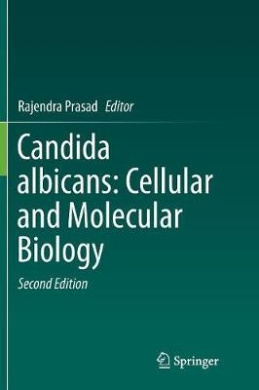 Rajendra Prasad Editor
Candida
albicans: Cellular
and Molecular
Biology
Second Edition
Springer